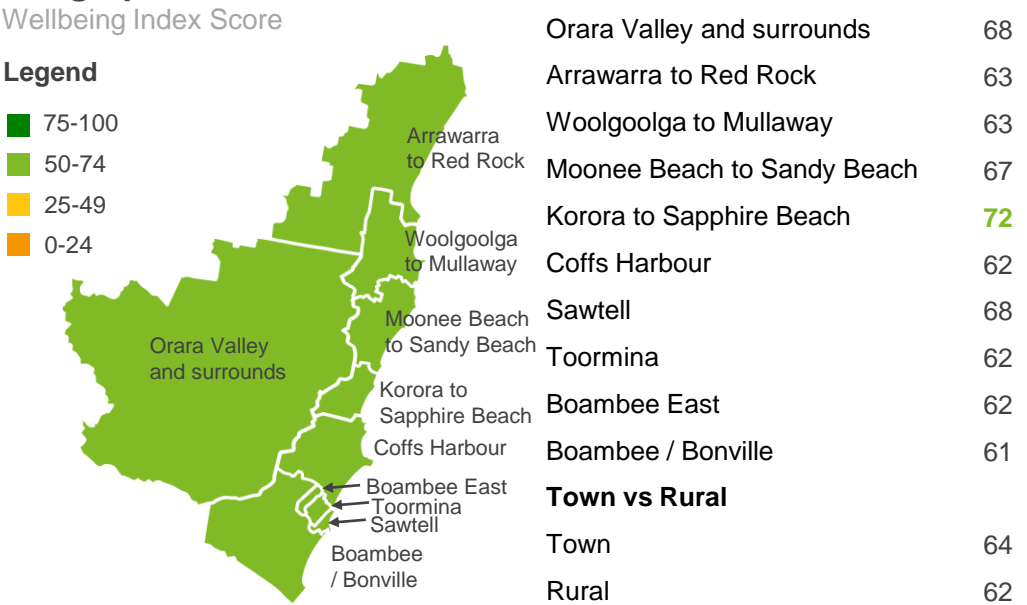 Wellbeing Index Score
Legend
75-100
50-74
25-49
0-24
Arrawarra
to Red Rock
Woolgoolga
to Mullaway
Moonee Beach
to Sandy Beach
Orara Valley
and surrounds
Korora to
Sapphire Beach
Coffs Harbour
Boambee East
Toormina
Sawtell
Boambee
/ Bonville
Orara Valley and surrounds 68
Arrawarra to Red Rock 63
Woolgoolga to Mullaway 63
Moonee Beach to Sandy Beach 67
Korora to Sapphire Beach 72
Coffs Harbour 62
Sawtell 68
Toormina 62
Boambee East 62
Boambee / Bonville 61
Town vs Rural
Town 64
Rural 62